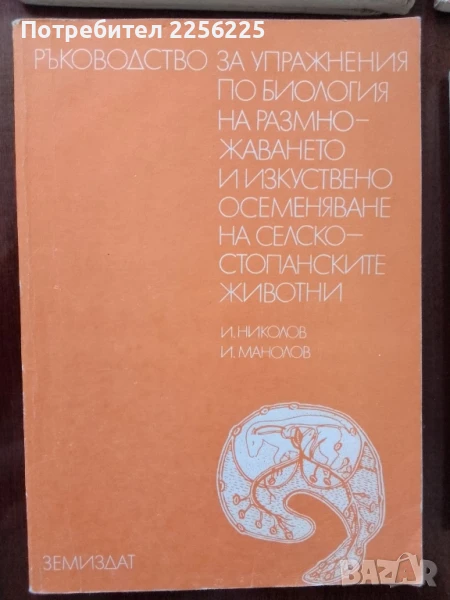 Потребител 2256225
РЪКОВОДСТВО ЗА УПРАЖНЕНИЯ
ПО БИОЛОГИЯ
НА РАЗМНО-
ЖАВАНЕТО
И ИЗКУСТВЕНО
ОСЕМЕНЯВАНЕ
НА СЕЛСКО-
СТОПАНСКИТЕ
ЖИВОТНИ
И. НИКОЛОВ
И. МАНОЛОВ
ЗЕМИЗДАТ
BAZAR